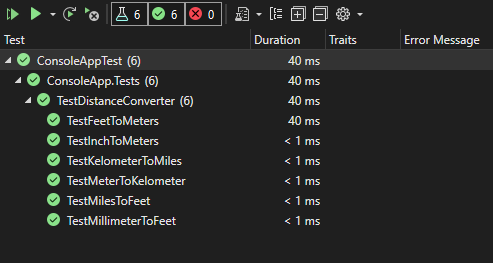 6 6 0
Test Duration Traits Error Message
ConsoleAppTest (6) 40 ms
ConsoleApp.Tests (6) 40 ms
TestDistanceConverter (6) 40 ms
TestFeetToMeters 40 ms
TestInchToMeters < 1 ms
TestKelometerToMiles < 1 ms
TestMeterToKelometer < 1 ms
TestMilesToFeet < 1 ms
TestMillimeterToFeet < 1 ms